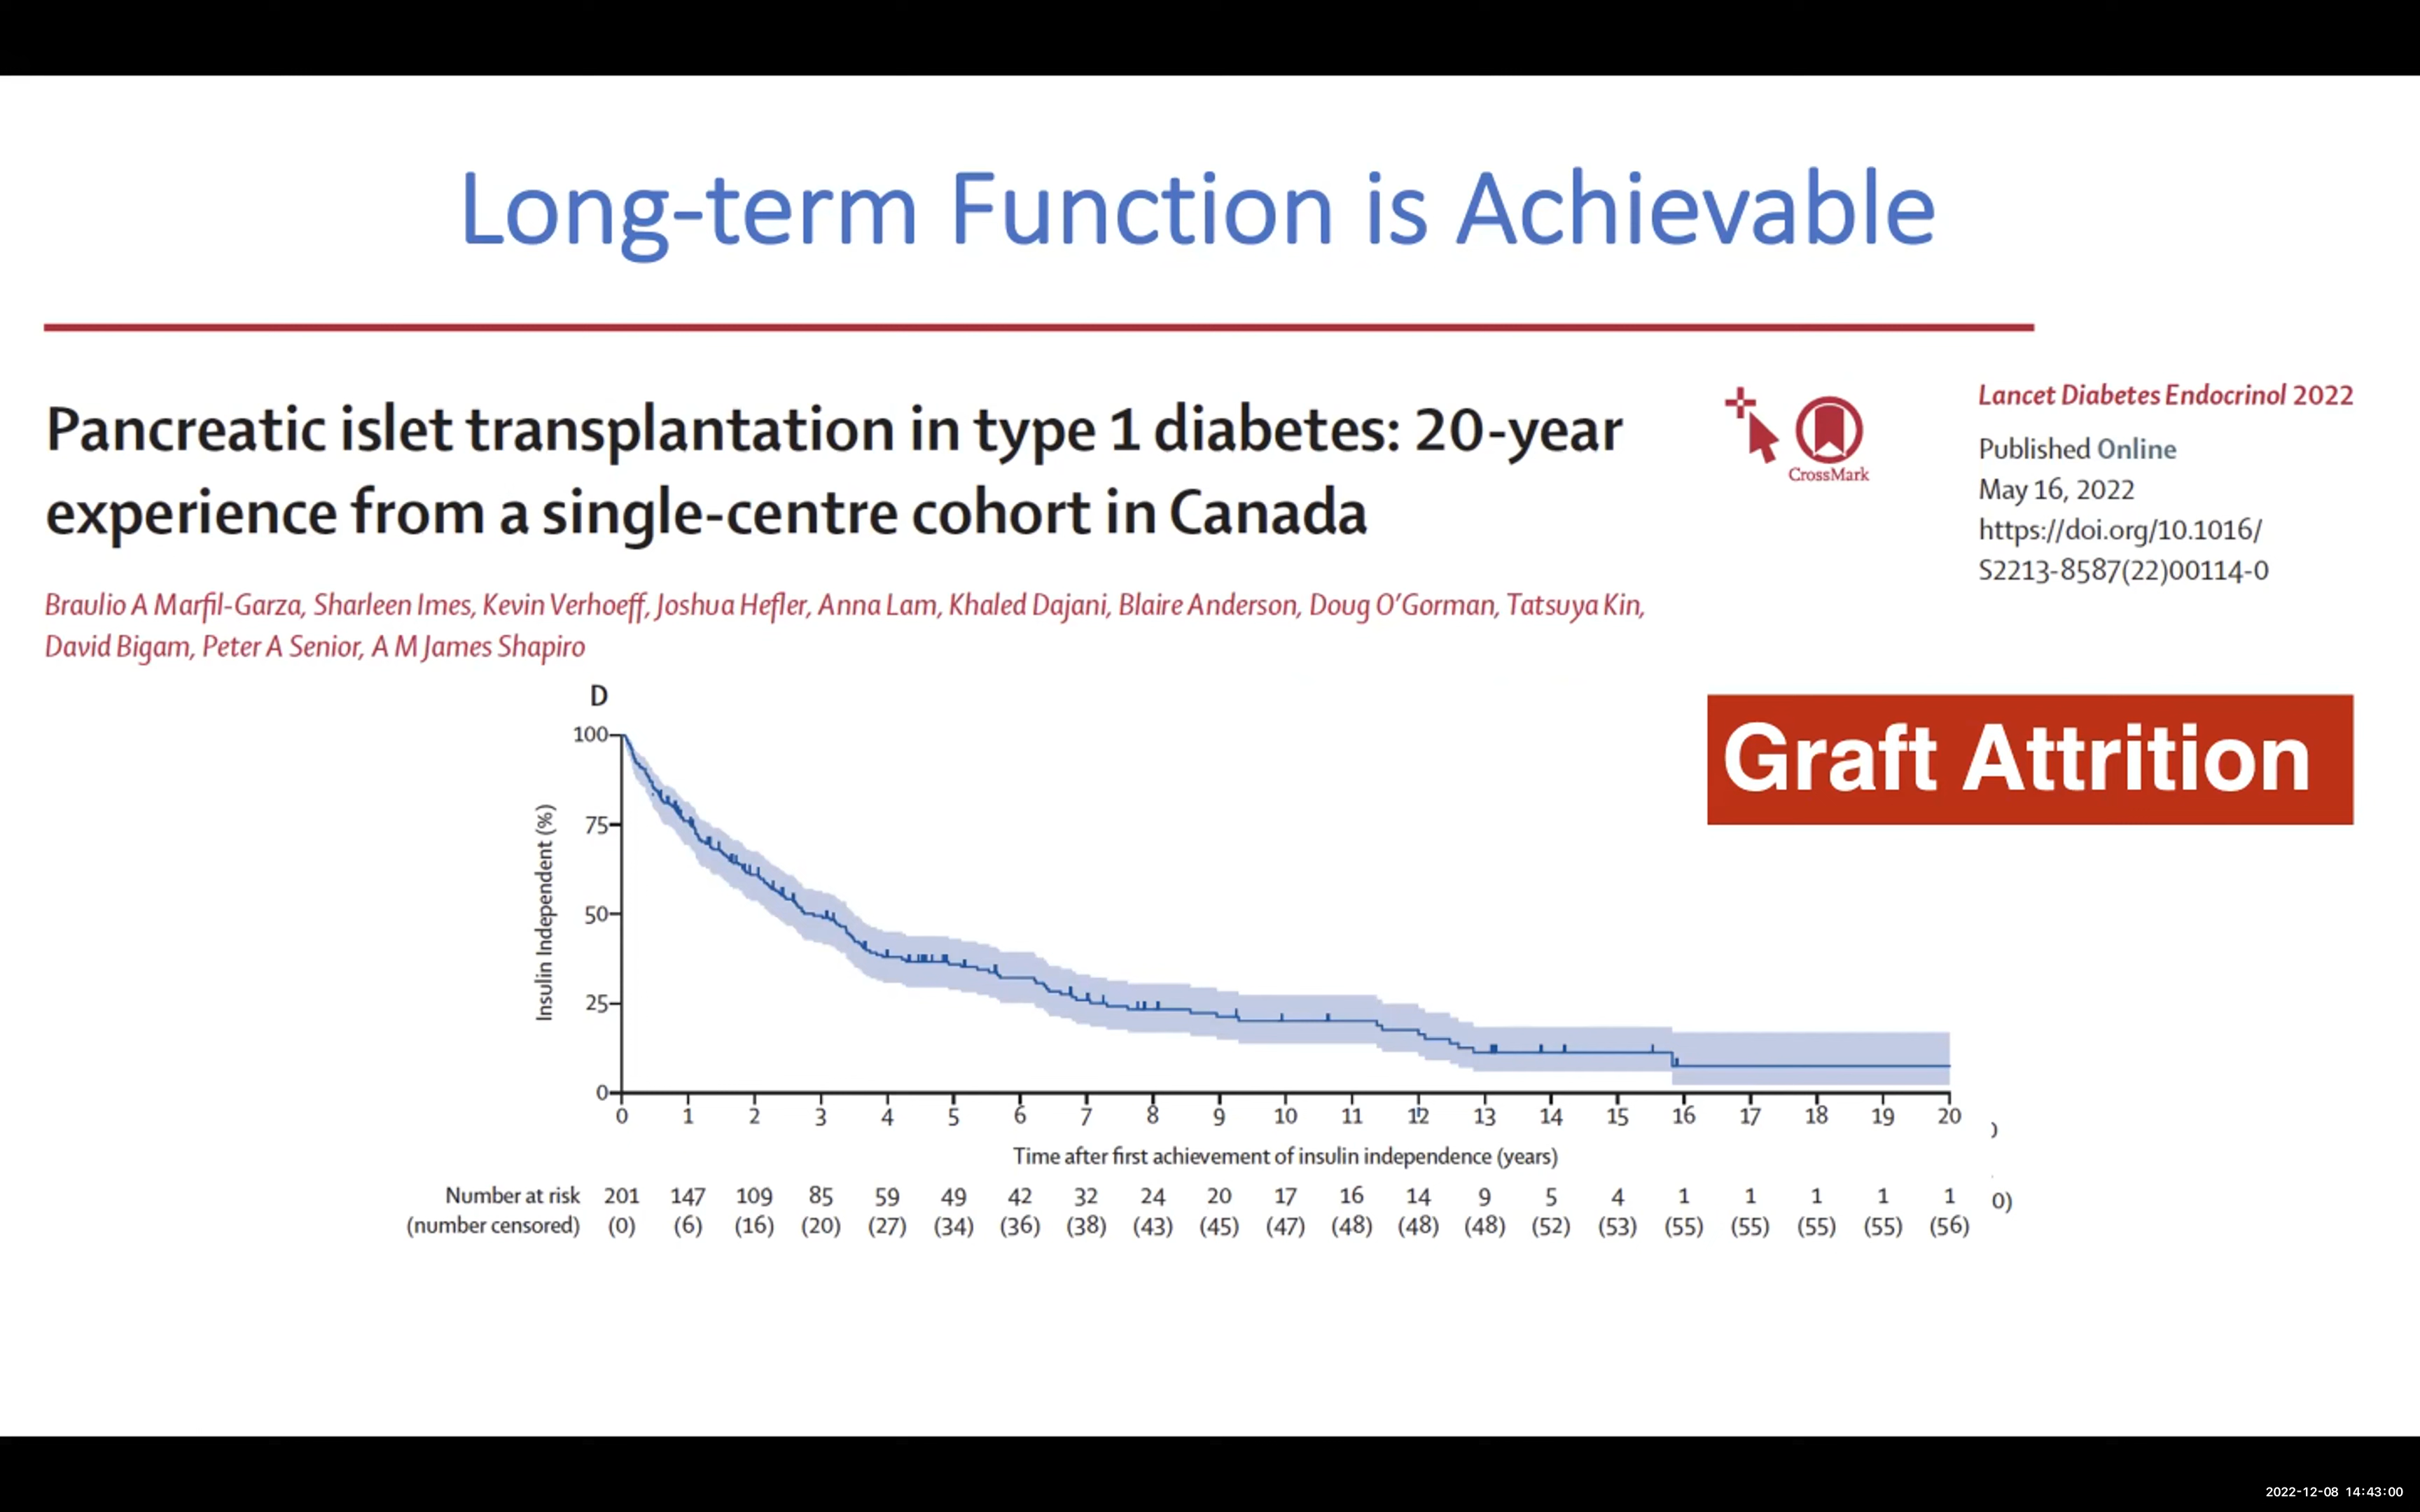 Long-term Function is Achievable
Pancreatic islet transplantation in type 1 diabetes: 20-year
experience from a single-centre cohort in Canada
CrossMark
Lancet Diabetes Endocrinol 2022
Published Online
May 16, 2022
https://doi.org/10.1016/
S2213-8587(22)00114-0
Braulio A Marfil-Garza, Sharleen Imes, Kevin Verhoeff, Joshua Hefler, Anna Lam, Khaled Dajani, Blaire Anderson, Doug O'Gorman, Tatsuya Kin,
David Bigam, Peter A Senior, A M James Shapiro
Graft Attrition
D
Insulin Independent (%)
100
75
50
25
0
0 1 2 3 4 5 6 7 8 9 10 11 12 13 14 15 16 17 18 19 20
Time after first achievement of insulin independence (years)
Number at risk 201 147 109 85 59 49 42 32 24 20 17 16 14 9 5 4 1 1 1 1 1
(number censored) (0) (6) (16) (20) (27) (34) (36) (38) (43) (45) (47) (48) (48) (48) (52) (53) (55) (55) (55) (55) (56)
0)
2022-12-08 14:43:00